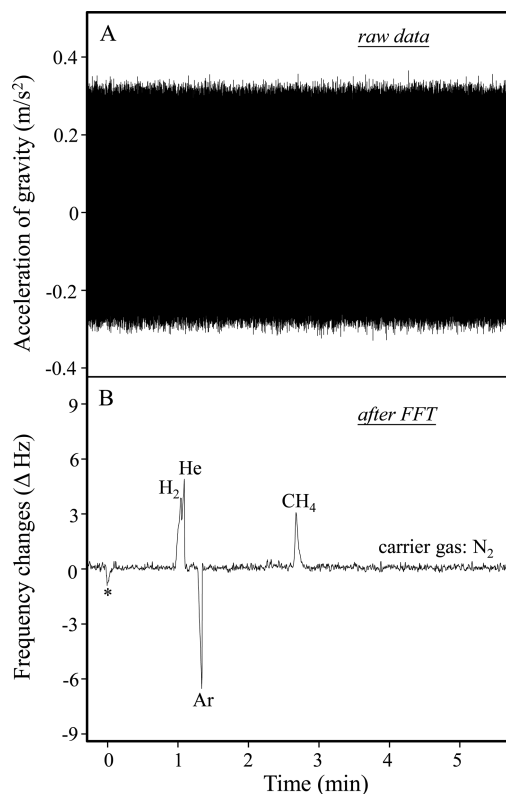 A
raw data
Acceleration of gravity (m/s²)
0.4
0.2
0
-0.2
-0.4
B
after FFT
Frequency changes (Δ Hz)
9
6
3
0
-3
-6
-9
H₂
He
CH₄
carrier gas: N₂
*
Ar
0 1 2 3 4 5
Time (min)